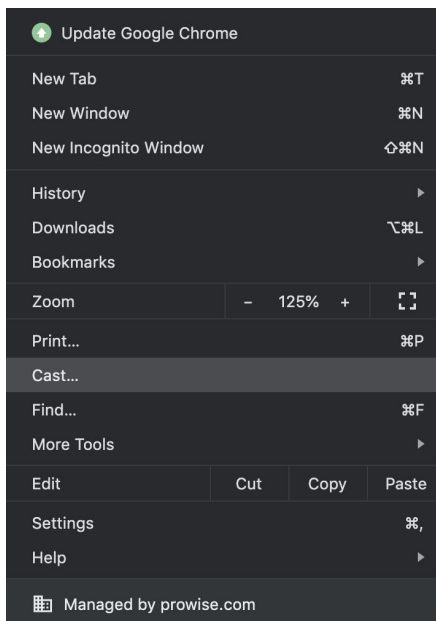 Update Google Chrome
New Tab ⌘T
New Window ⌘N
New Incognito Window ⇧⌘N
History
Downloads ⌥⌘L
Bookmarks
Zoom - 125% +
Print... ⌘P
Cast...
Find... ⌘F
More Tools
Edit Cut Copy Paste
Settings ⌘,
Help
Managed by prowise.com